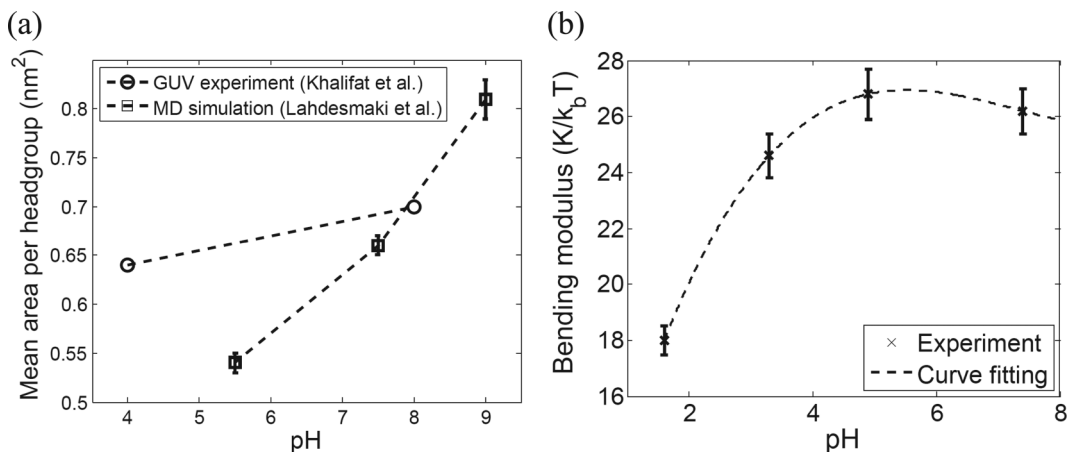 (a)
Mean area per headgroup (nm²)
0.8
0.75
0.7
0.65
0.6
0.55
0.5
GUV experiment (Khalifat et al.)
MD simulation (Lahdesmaki et al.)
4
5
6
7
8
9
pH
(b)
Bending modulus (K/k_bT)
28
26
24
22
20
18
16
Experiment
Curve fitting
2
4
6
8
pH